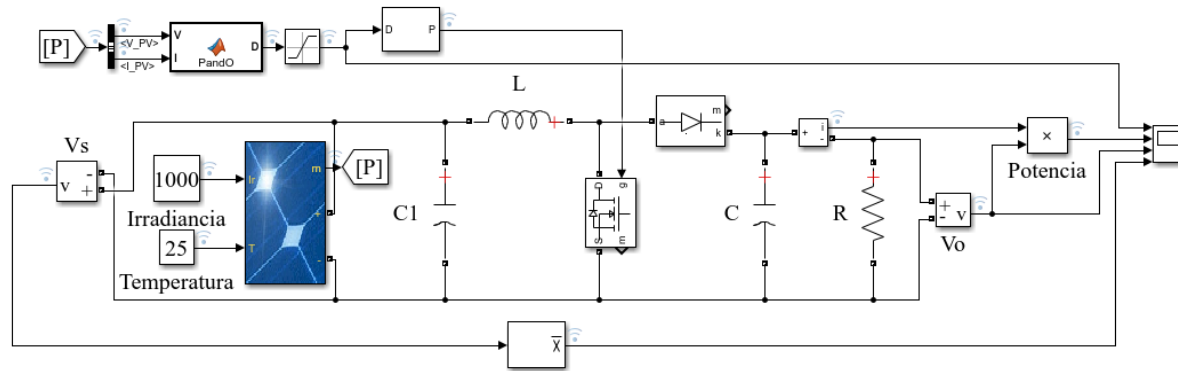 [P]
<V_PV>
<I_PV>
V
I
D
PandO
D
P
L
a
m
k
+
i
-
×
Potencia
Vs
v
-
+
1000
Irradiancia
25
Temperatura
Ir
T
m
+
-
[P]
C1
D
g
S
m
C
R
+
-
v
Vo
X